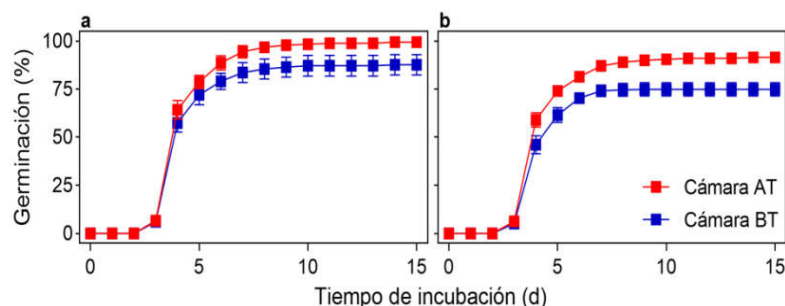 a
b
100
75
50
25
0
Germinación (%)
Cámara AT
Cámara BT
0 5 10 15
0 5 10 15
Tiempo de incubación (d)